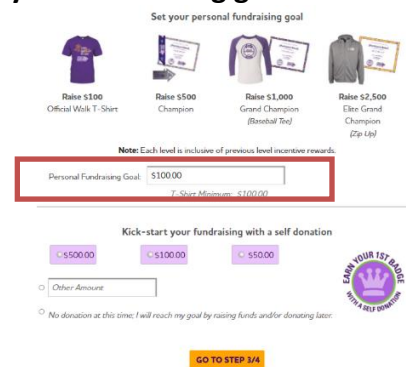 Set your personal fundraising goal
Raise $100
Official Walk T-Shirt
Raise $500
Champion
Raise $1,000
Grand Champion
(Baseball Tee)
Raise $2,500
Elite Grand
Champion
(Zip Up)
Note: Each level is inclusive of previous level incentive rewards.
Personal Fundraising Goal: $100.00
T-Shirt Minimum: $100.00
Kick-start your fundraising with a self donation
$500.00
$100.00
$50.00
Other Amount
No donation at this time; I will reach my goal by raising funds and/or donating later.
EARN YOUR 1ST BADGE
WITH A SELF DONATION
GO TO STEP 3/4